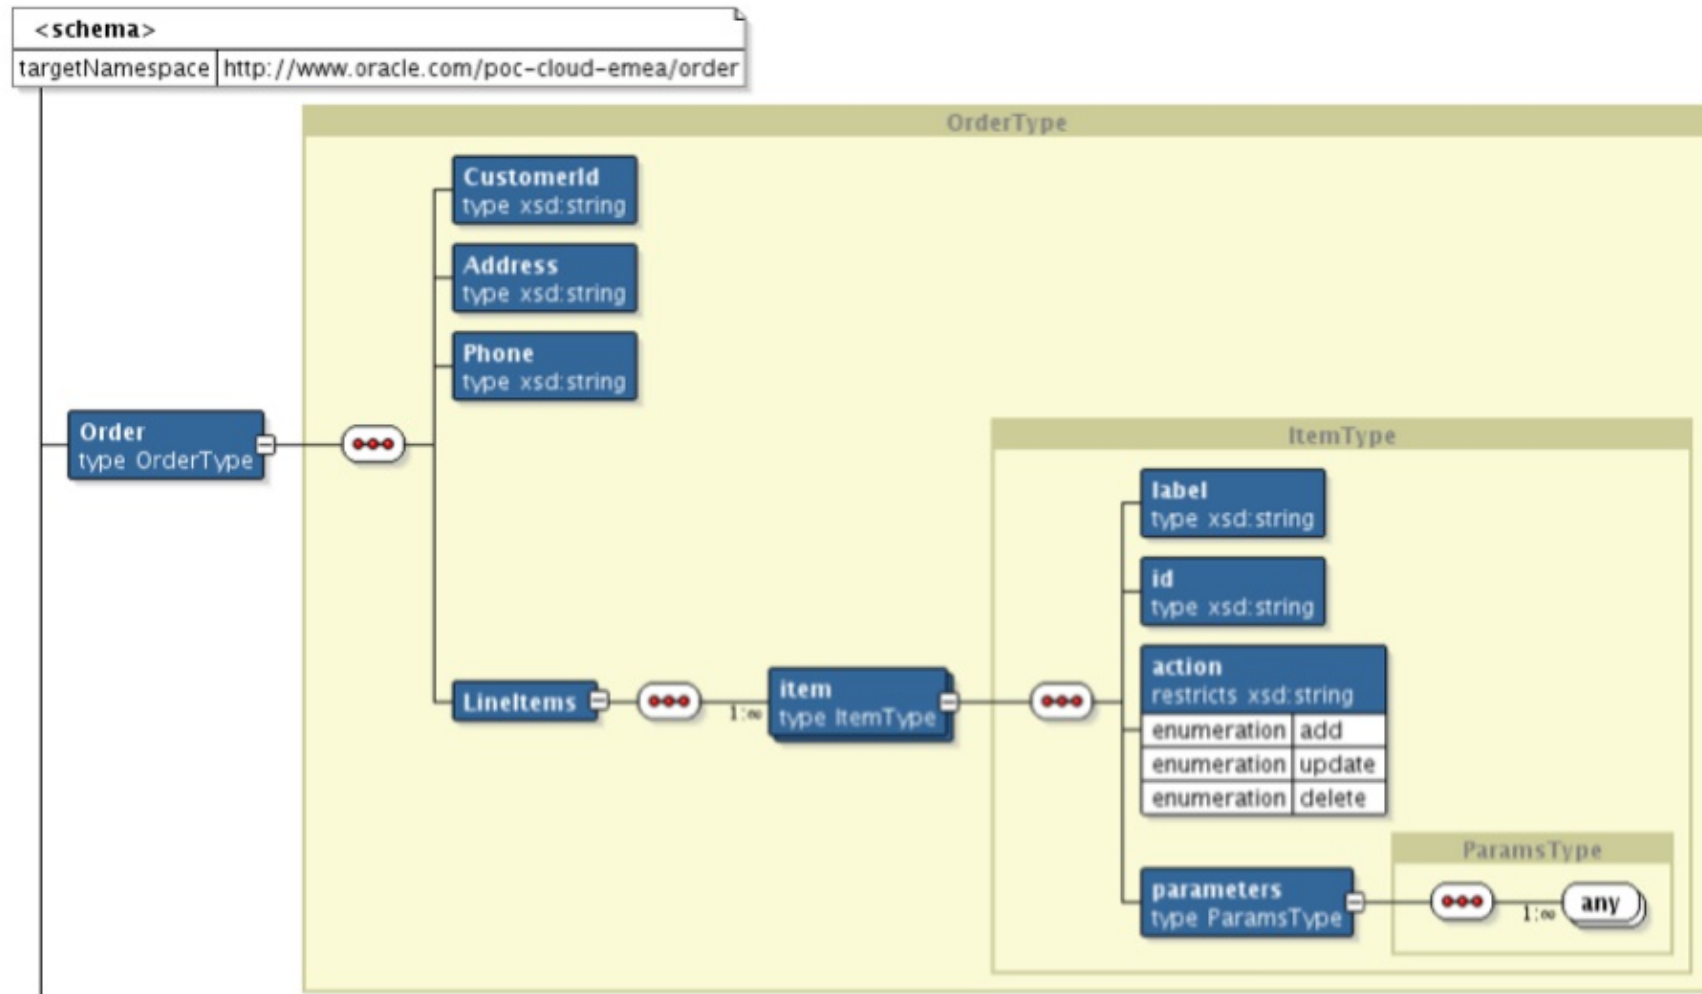 <schema>
targetNamespace http://www.oracle.com/poc-cloud-emea/order
OrderType
CustomerId
type xsd:string
Address
type xsd:string
Phone
type xsd:string
Order
type OrderType
LineItems
1:∞
item
type ItemType
ItemType
label
type xsd:string
id
type xsd:string
action
restricts xsd:string
enumeration add
enumeration update
enumeration delete
parameters
type ParamsType
ParamsType
1:∞
any